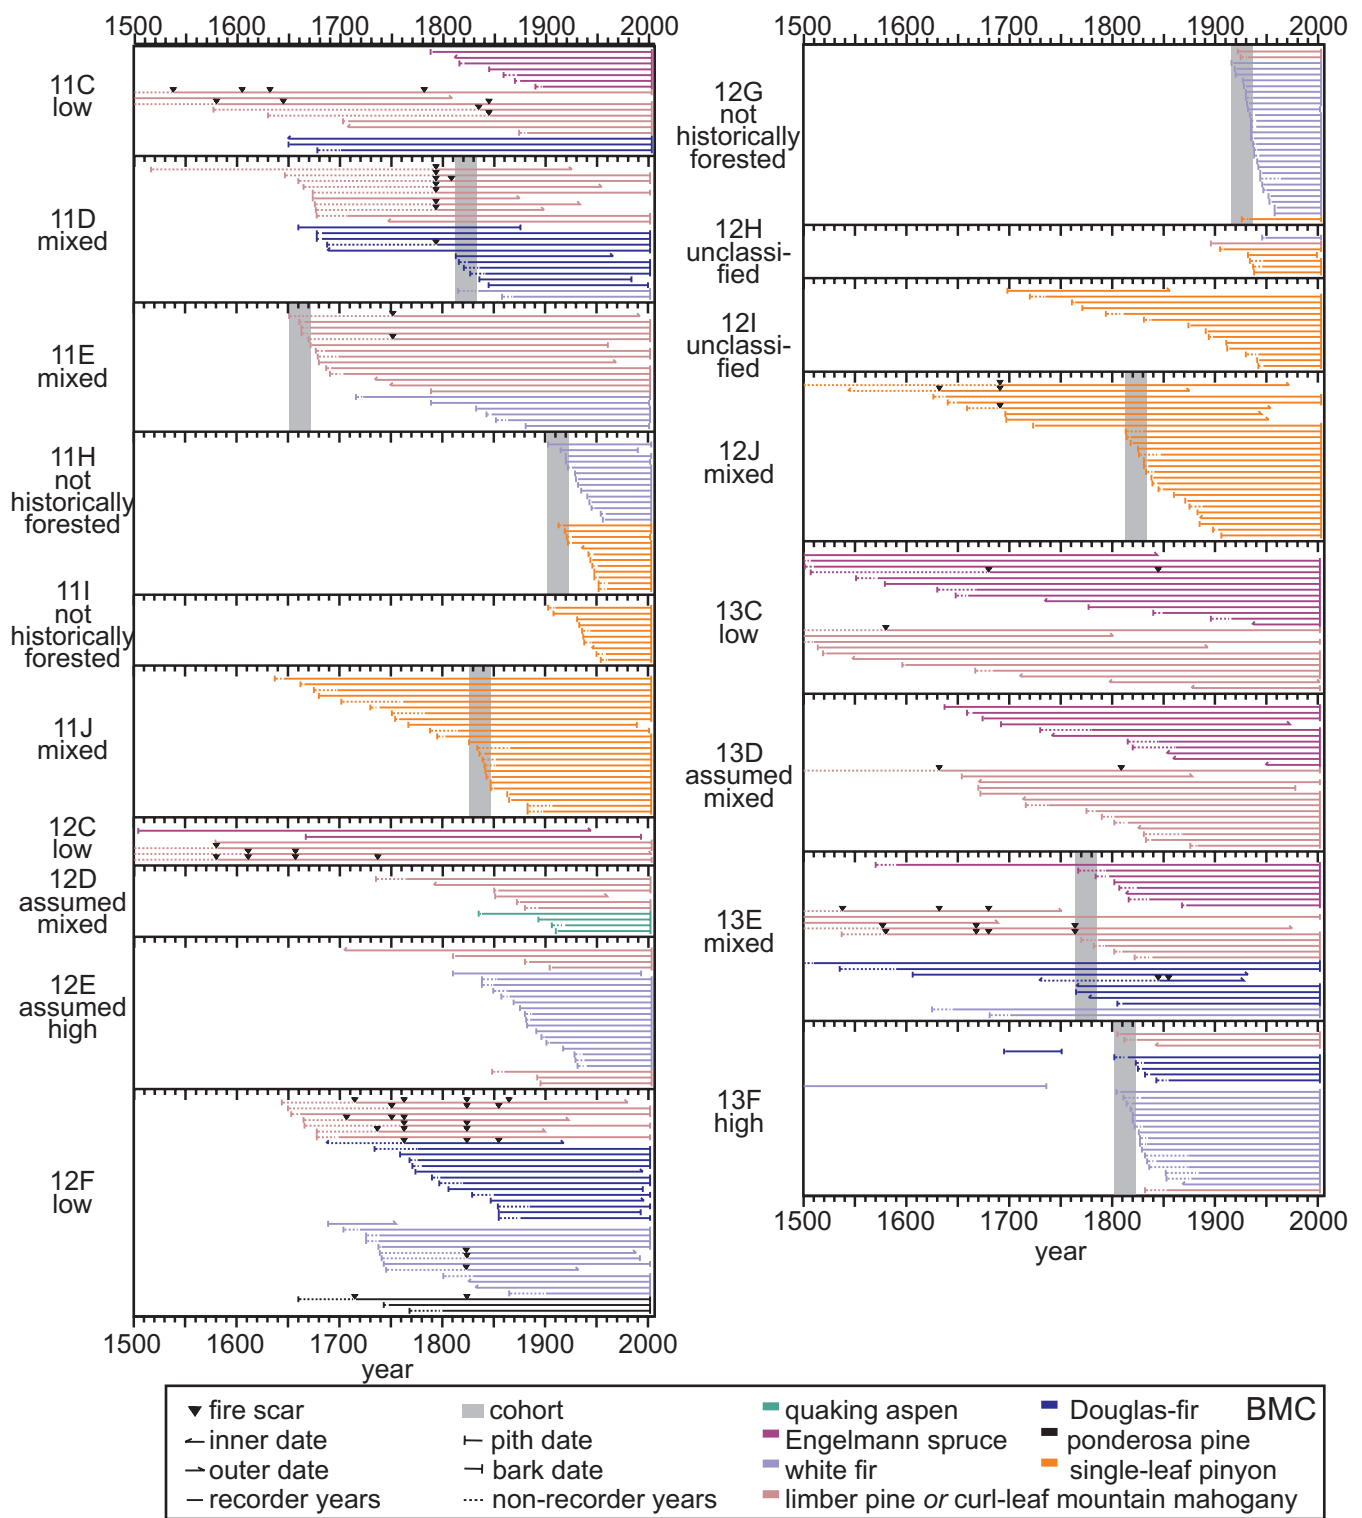 1500 1600 1700 1800 1900 2000
11C
low
11D
mixed
11E
mixed
11H
not
historically
forested
11I
not
historically
forested
11J
mixed
12C
low
12D
assumed
mixed
12E
assumed
high
12F
low
1500 1600 1700 1800 1900 2000
year
1500 1600 1700 1800 1900 2000
12G
not
historically
forested
12H
unclassi-
fied
12I
unclassi-
fied
12J
mixed
13C
low
13D
assumed
mixed
13E
mixed
13F
high
1500 1600 1700 1800 1900 2000
year
fire scar cohort quaking aspen Douglas-fir BMC
inner date pith date Engelmann spruce ponderosa pine
outer date bark date white fir single-leaf pinyon
recorder years non-recorder years limber pine or curl-leaf mountain mahogany